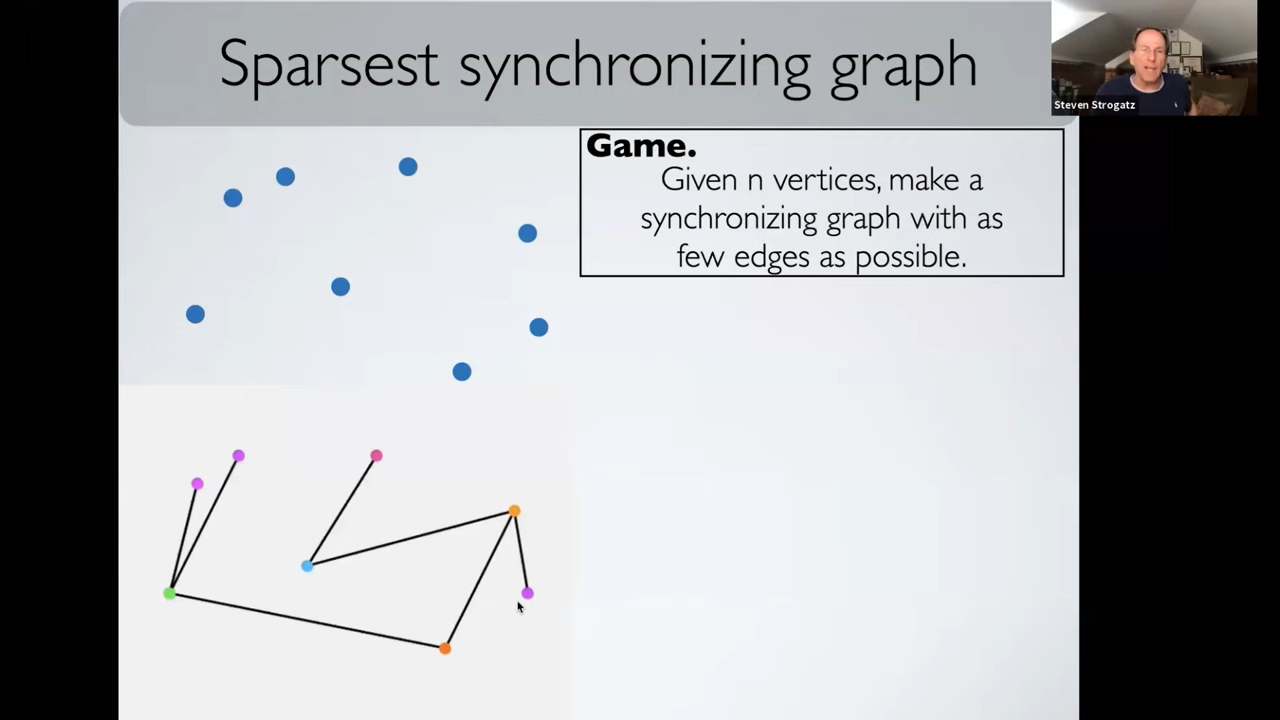 Sparsest synchronizing graph
Steven Strogatz
Game.
Given n vertices, make a
synchronizing graph with as
few edges as possible.